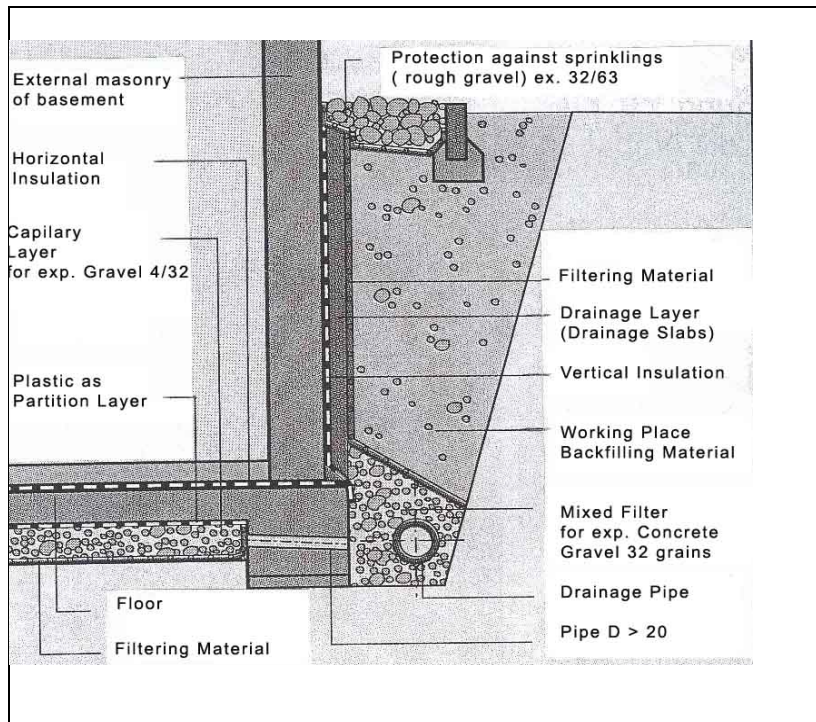 External masonry
of basement
Horizontal
Insulation
Capilary
Layer
for exp. Gravel 4/32
Plastic as
Partition Layer
Floor
Filtering Material
Protection against sprinklings
( rough gravel) ex. 32/63
Filtering Material
Drainage Layer
(Drainage Slabs)
Vertical Insulation
Working Place
Backfilling Material
Mixed Filter
for exp. Concrete
Gravel 32 grains
Drainage Pipe
Pipe D > 20